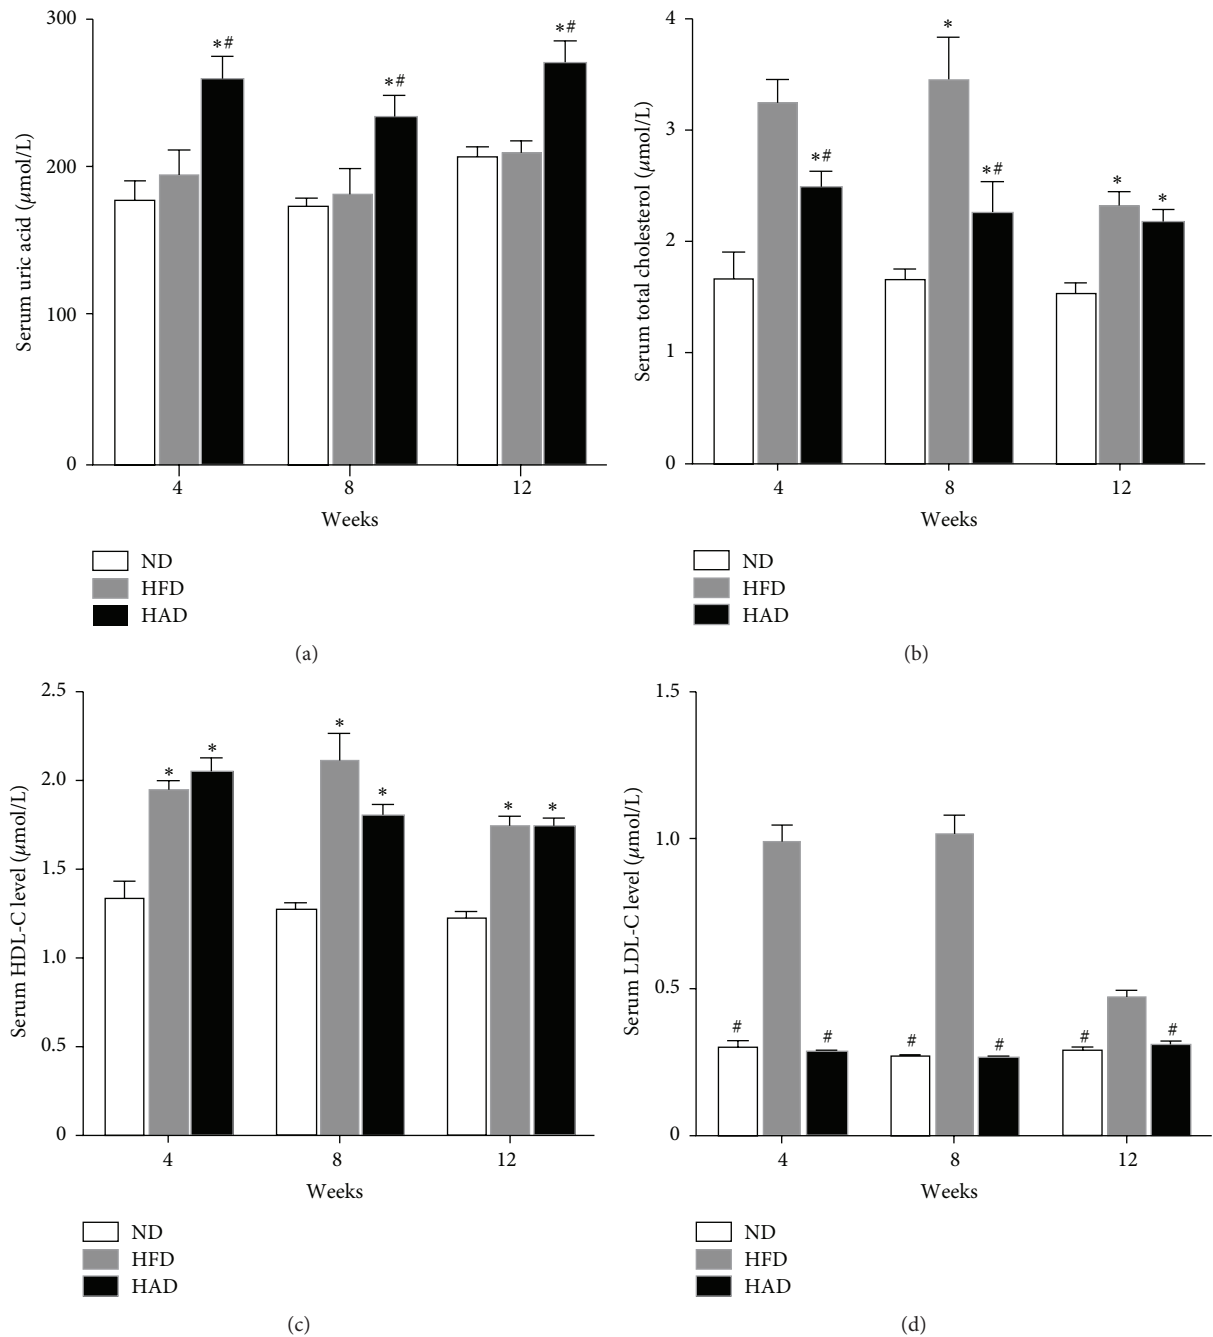 300
200
100
0
Serum uric acid (μmol/L)
*#
*#
*#
4
8
12
Weeks
ND
HFD
HAD
(a)
4
3
2
1
0
Serum total cholesterol (μmol/L)
*#
*
*#
*
*
4
8
12
Weeks
ND
HFD
HAD
(b)
2.5
2.0
1.5
1.0
0.5
0
Serum HDL-C level (μmol/L)
*
*
*
*
*
*
4
8
12
Weeks
ND
HFD
HAD
(c)
1.5
1.0
0.5
0
Serum LDL-C level (μmol/L)
#
#
#
#
#
#
4
8
12
Weeks
ND
HFD
HAD
(d)